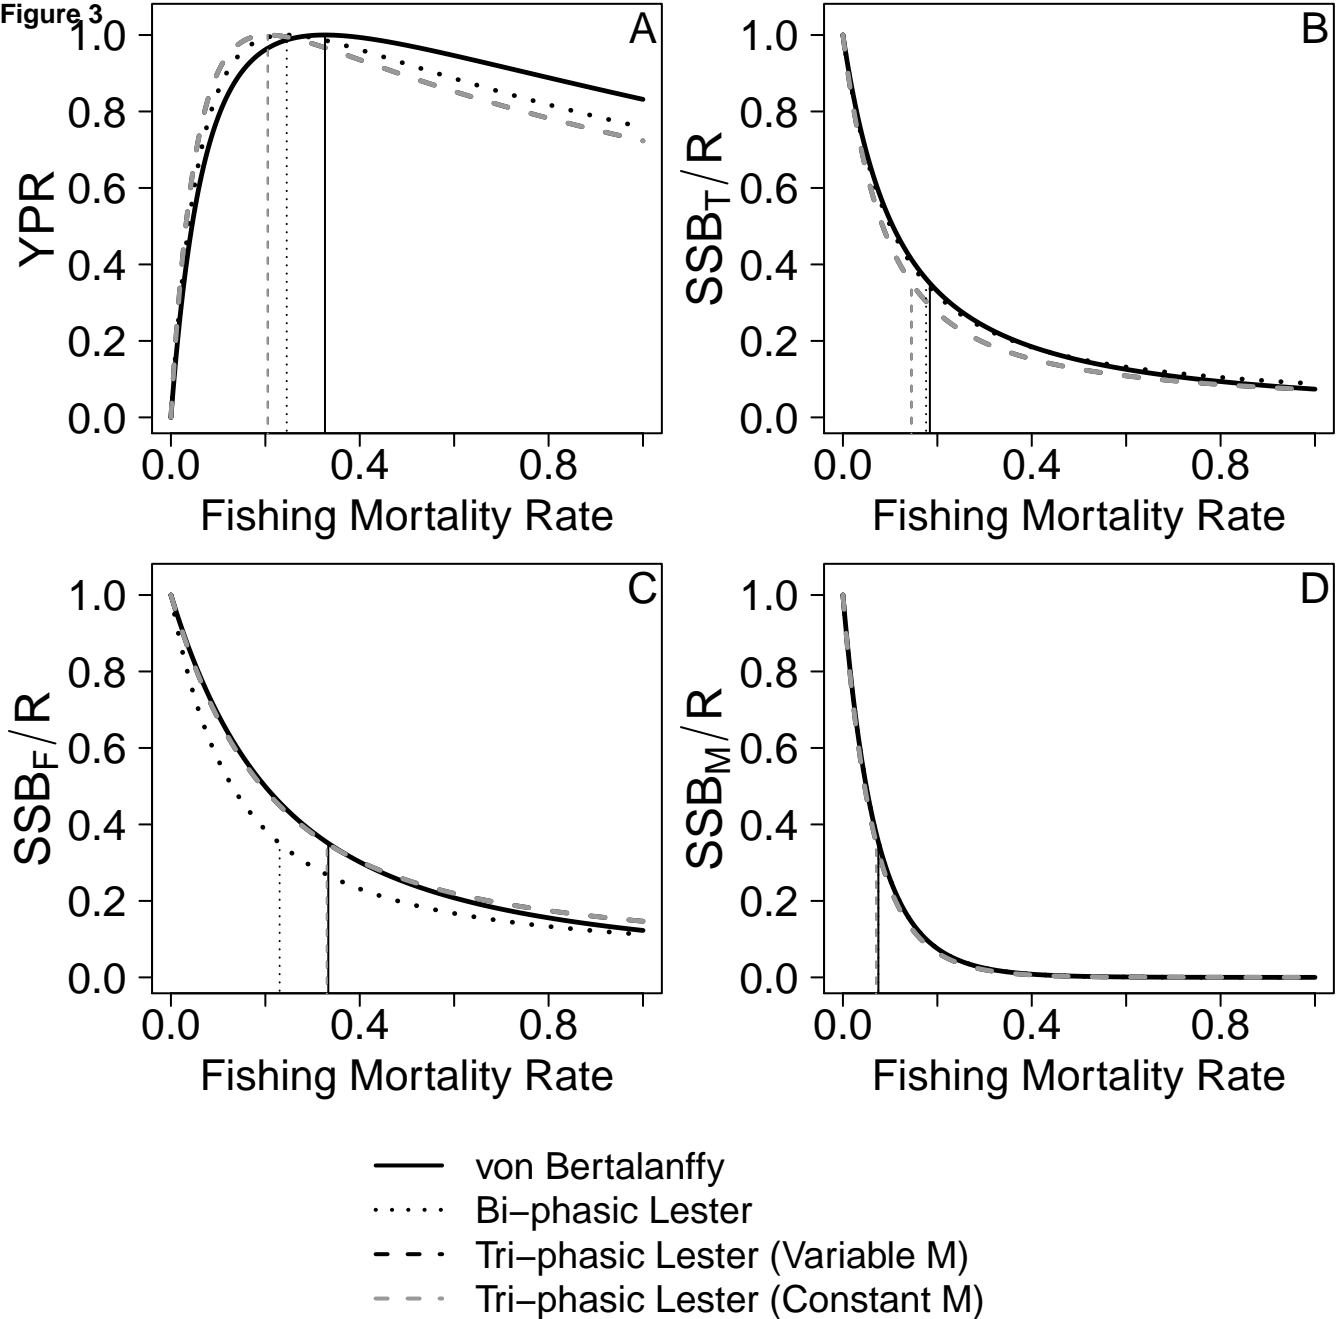 Figure 3
A
1.0
0.8
0.6
0.4
0.2
0.0
YPR
0.0 0.4 0.8
Fishing Mortality Rate
B
1.0
0.8
0.6
0.4
0.2
0.0
SSB_T/R
0.0 0.4 0.8
Fishing Mortality Rate
C
1.0
0.8
0.6
0.4
0.2
0.0
SSB_F/R
0.0 0.4 0.8
Fishing Mortality Rate
D
1.0
0.8
0.6
0.4
0.2
0.0
SSB_M/R
0.0 0.4 0.8
Fishing Mortality Rate
von Bertalanffy
Bi−phasic Lester
Tri−phasic Lester (Variable M)
Tri−phasic Lester (Constant M)